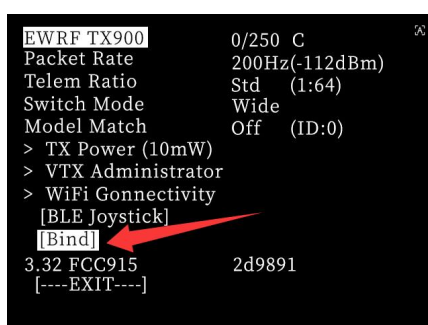 EWRF TX900 0/250 C
Packet Rate 200Hz(-112dBm)
Telem Ratio Std (1:64)
Switch Mode Wide
Model Match Off (ID:0)
> TX Power (10mW)
> VTX Administrator
> WiFi Gonnectivity
[BLE Joystick]
[Bind]
3.32 FCC915 2d9891
[----EXIT----]